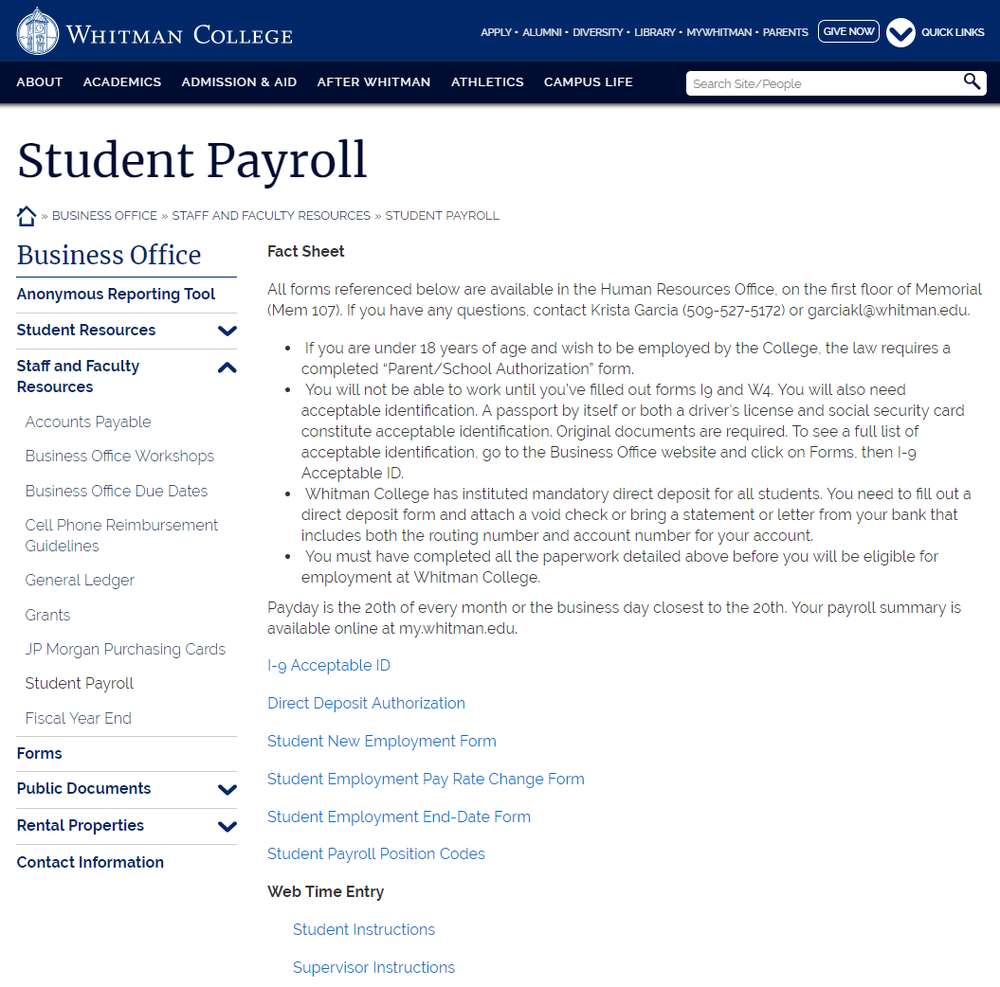 WHITMAN COLLEGE
APPLY • ALUMNI • DIVERSITY • LIBRARY • MYWHITMAN • PARENTS
GIVE NOW
QUICK LINKS
ABOUT ACADEMICS ADMISSION & AID AFTER WHITMAN ATHLETICS CAMPUS LIFE
Search Site/People
Student Payroll
» BUSINESS OFFICE » STAFF AND FACULTY RESOURCES » STUDENT PAYROLL
Business Office
Anonymous Reporting Tool
Student Resources
Staff and Faculty
Resources
Accounts Payable
Business Office Workshops
Business Office Due Dates
Cell Phone Reimbursement
Guidelines
General Ledger
Grants
JP Morgan Purchasing Cards
Student Payroll
Fiscal Year End
Forms
Public Documents
Rental Properties
Contact Information
Fact Sheet
All forms referenced below are available in the Human Resources Office, on the first floor of Memorial
(Mem 107). If you have any questions, contact Krista Garcia (509-527-5172) or garciakl@whitman.edu.
• If you are under 18 years of age and wish to be employed by the College, the law requires a
completed “Parent/School Authorization” form.
• You will not be able to work until you’ve filled out forms I9 and W4. You will also need
acceptable identification. A passport by itself or both a driver’s license and social security card
constitute acceptable identification. Original documents are required. To see a full list of
acceptable identification, go to the Business Office website and click on Forms, then I-9
Acceptable ID.
• Whitman College has instituted mandatory direct deposit for all students. You need to fill out a
direct deposit form and attach a void check or bring a statement or letter from your bank that
includes both the routing number and account number for your account.
• You must have completed all the paperwork detailed above before you will be eligible for
employment at Whitman College.
Payday is the 20th of every month or the business day closest to the 20th. Your payroll summary is
available online at my.whitman.edu.
I-9 Acceptable ID
Direct Deposit Authorization
Student New Employment Form
Student Employment Pay Rate Change Form
Student Employment End-Date Form
Student Payroll Position Codes
Web Time Entry
Student Instructions
Supervisor Instructions